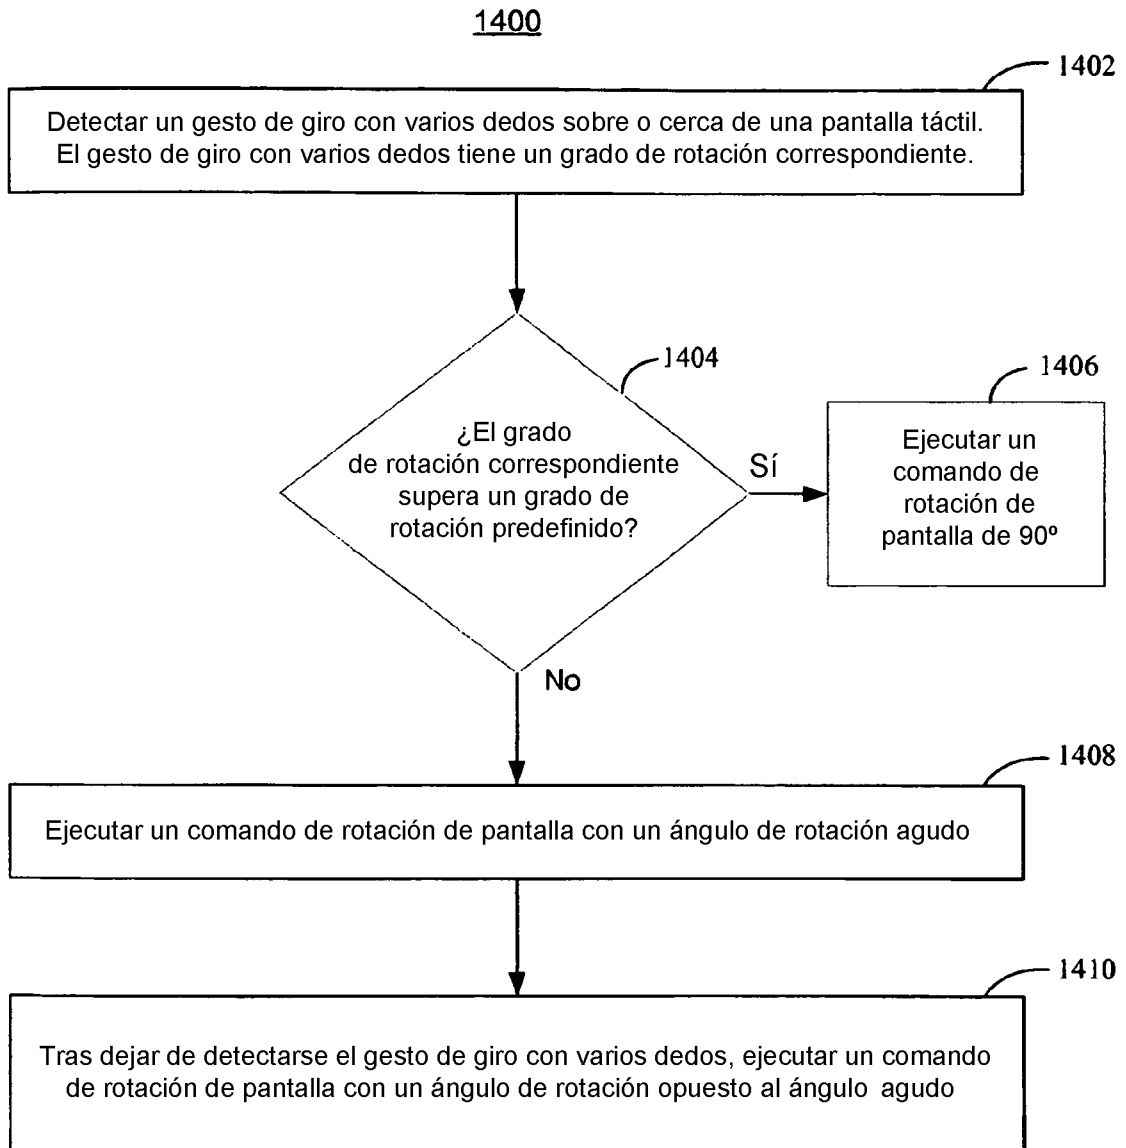 1400
1402
Detectar un gesto de giro con varios dedos sobre o cerca de una pantalla táctil.
El gesto de giro con varios dedos tiene un grado de rotación correspondiente.
1404
¿El grado
de rotación correspondiente
supera un grado de
rotación predefinido?
Sí
1406
Ejecutar un
comando de
rotación de
pantalla de 90º
No
1408
Ejecutar un comando de rotación de pantalla con un ángulo de rotación agudo
1410
Tras dejar de detectarse el gesto de giro con varios dedos, ejecutar un comando
de rotación de pantalla con un ángulo de rotación opuesto al ángulo agudo